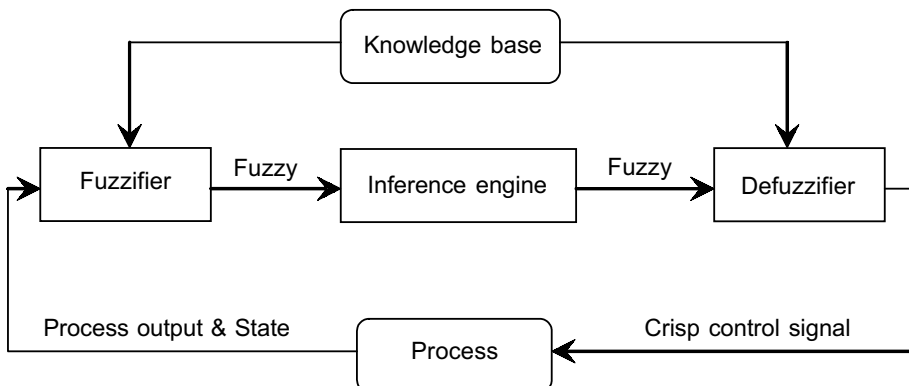 Knowledge base
Fuzzifier
Fuzzy
Inference engine
Fuzzy
Defuzzifier
Process output & State
Process
Crisp control signal